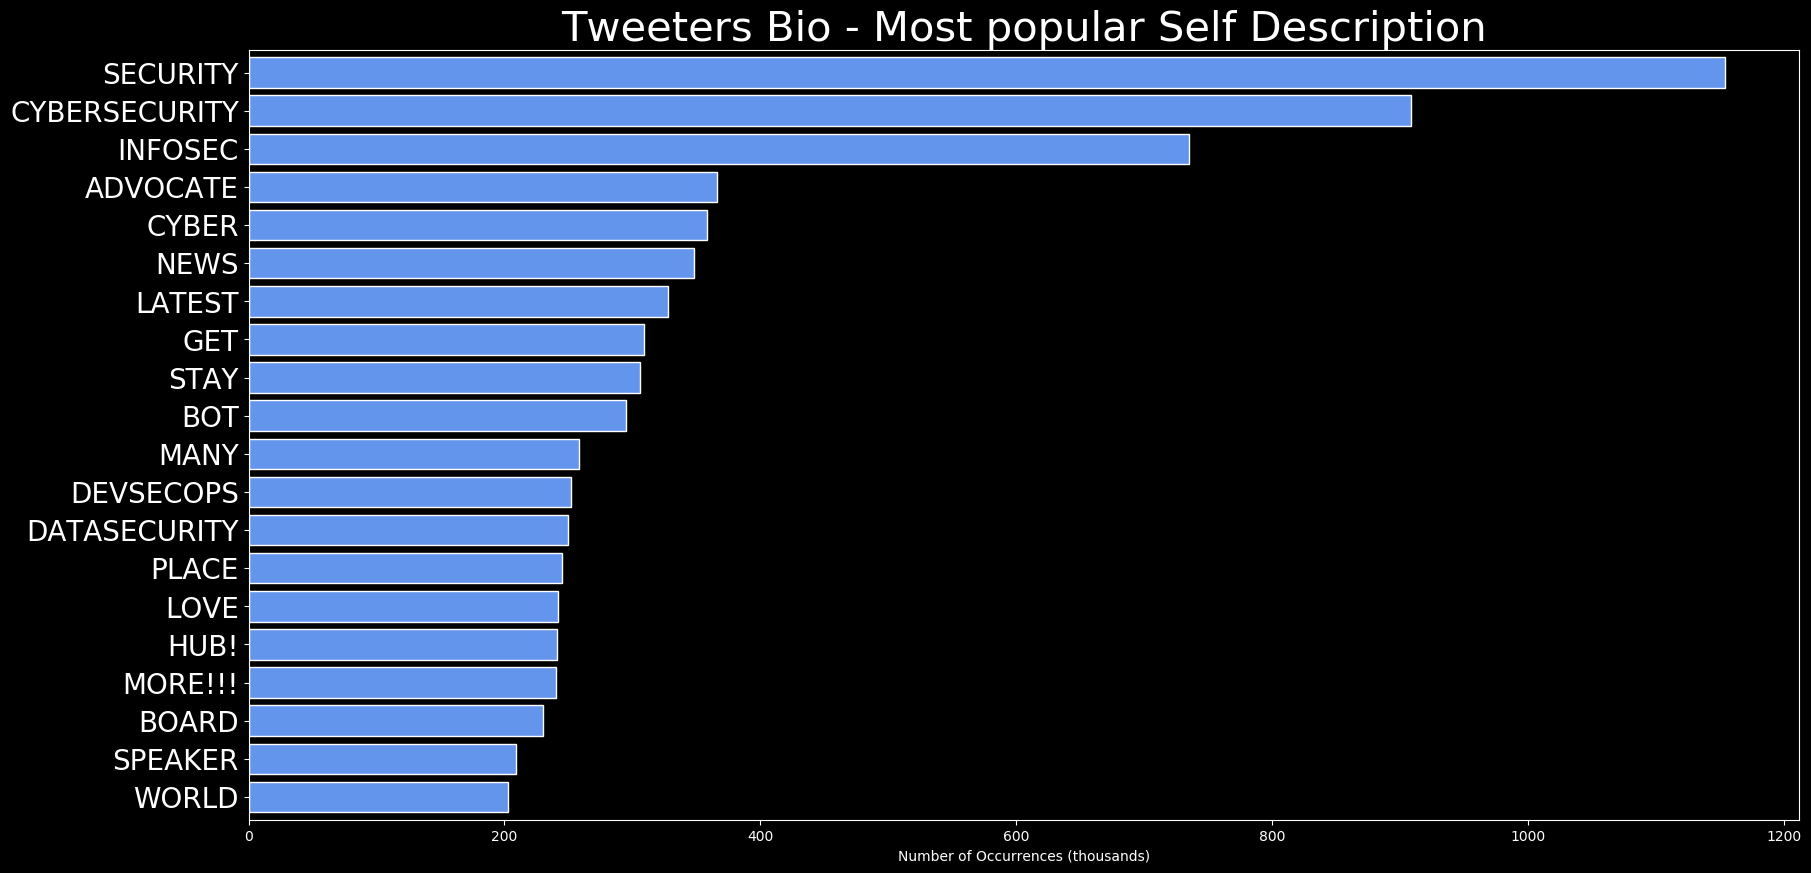 Tweeters Bio - Most popular Self Description
SECURITY
CYBERSECURITY
INFOSEC
ADVOCATE
CYBER
NEWS
LATEST
GET
STAY
BOT
MANY
DEVSECOPS
DATASECURITY
PLACE
LOVE
HUB!
MORE!!!
BOARD
SPEAKER
WORLD
0 200 400 600 800 1000 1200
Number of Occurrences (thousands)